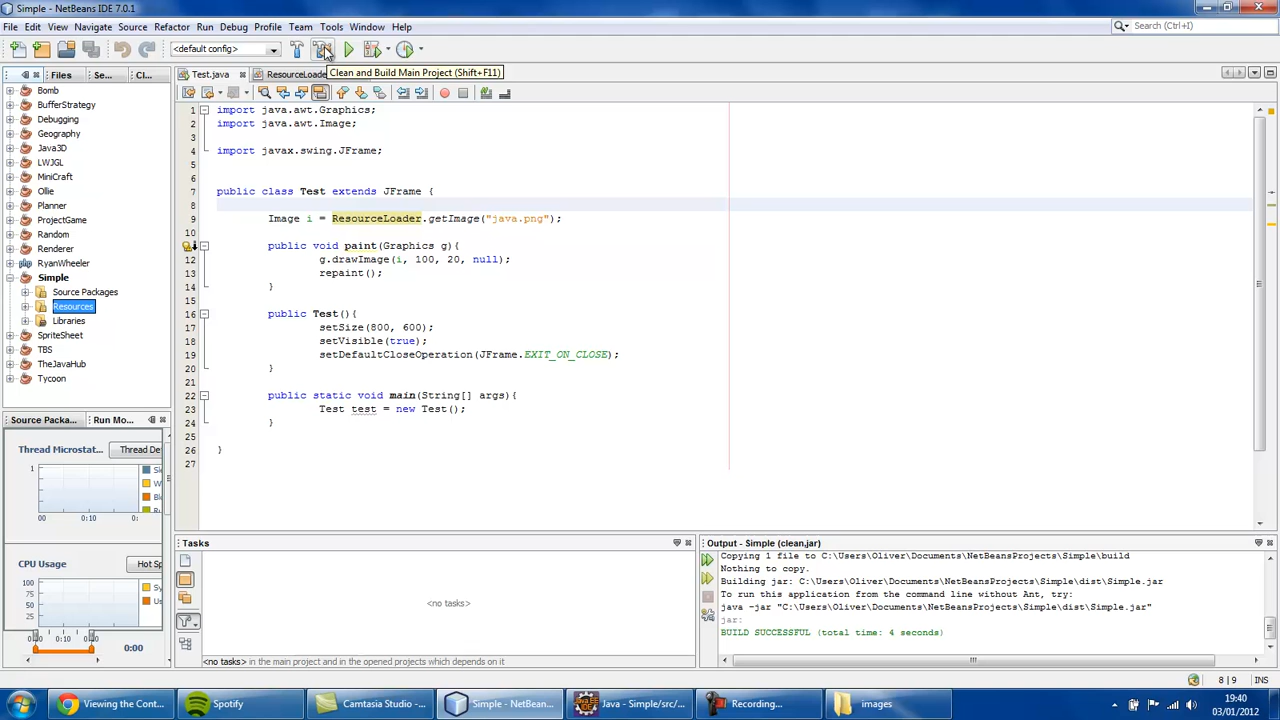 Simple - NetBeans IDE 7.0.1
File Edit View Navigate Source Refactor Run Debug Profile Team Tools Window Help
Search (Ctrl+I)
<default config>
Clean and Build Main Project (Shift+F11)
Files Se... Cl...
Test.java ResourceLoade
Bomb
BufferStrategy
Debugging
Geography
Java3D
LWJGL
MiniCraft
Ollie
Planner
ProjectGame
Random
Renderer
RyanWheeler
Simple
Source Packages
Resources
Libraries
SpriteSheet
TBS
TheJavaHub
Tycoon
1 import java.awt.Graphics;
2 import java.awt.Image;
3
4 import javax.swing.JFrame;
5
6
7 public class Test extends JFrame {
8
9 Image i = ResourceLoader.getImage("java.png");
10
public void paint(Graphics g){
12 g.drawImage(i, 100, 20, null);
13 repaint();
14 }
15
16 public Test(){
17 setSize(800, 600);
18 setVisible(true);
19 setDefaultCloseOperation(JFrame.EXIT_ON_CLOSE);
20 }
21
22 public static void main(String[] args){
23 Test test = new Test();
24 }
25
26 }
27
Source Packa... Run Mo...
Thread Microstat... Thread De
1
00 0:10 0:
CPU Usage Hot Sp
100
75
50
25
0:00 0:10 0:00
0:00
Tasks
<no tasks>
<no tasks> in the main project and in the opened projects which depends on it
Output - Simple (clean,jar)
Copying 1 file to C:\Users\Oliver\Documents\NetBeansProjects\Simple\build
Nothing to copy.
Building jar: C:\Users\Oliver\Documents\NetBeansProjects\Simple\dist\Simple.jar
To run this application from the command line without Ant, try:
java -jar "C:\Users\Oliver\Documents\NetBeansProjects\Simple\dist\Simple.jar"
jar:
BUILD SUCCESSFUL (total time: 4 seconds)
8 | 9 INS
Viewing the Cont... Spotify Camtasia Studio -... Simple - NetBean... Java - Simple/src/... Recording... images
19:40
03/01/2012